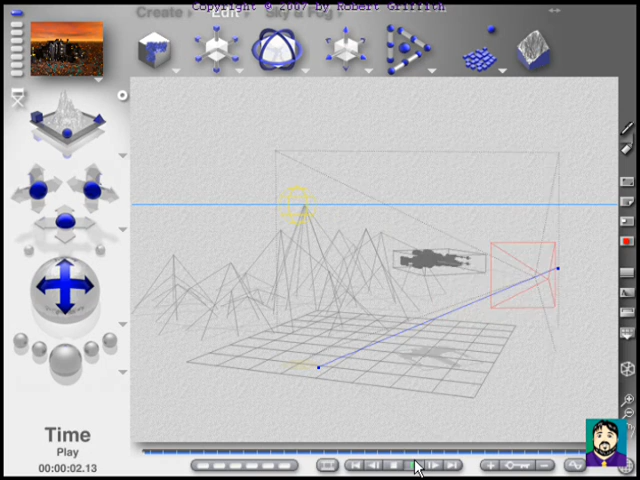 Copyright © 2007 By Robert Griffith
Create Edit Sky & Fog
Time
Play
00:00:02.13